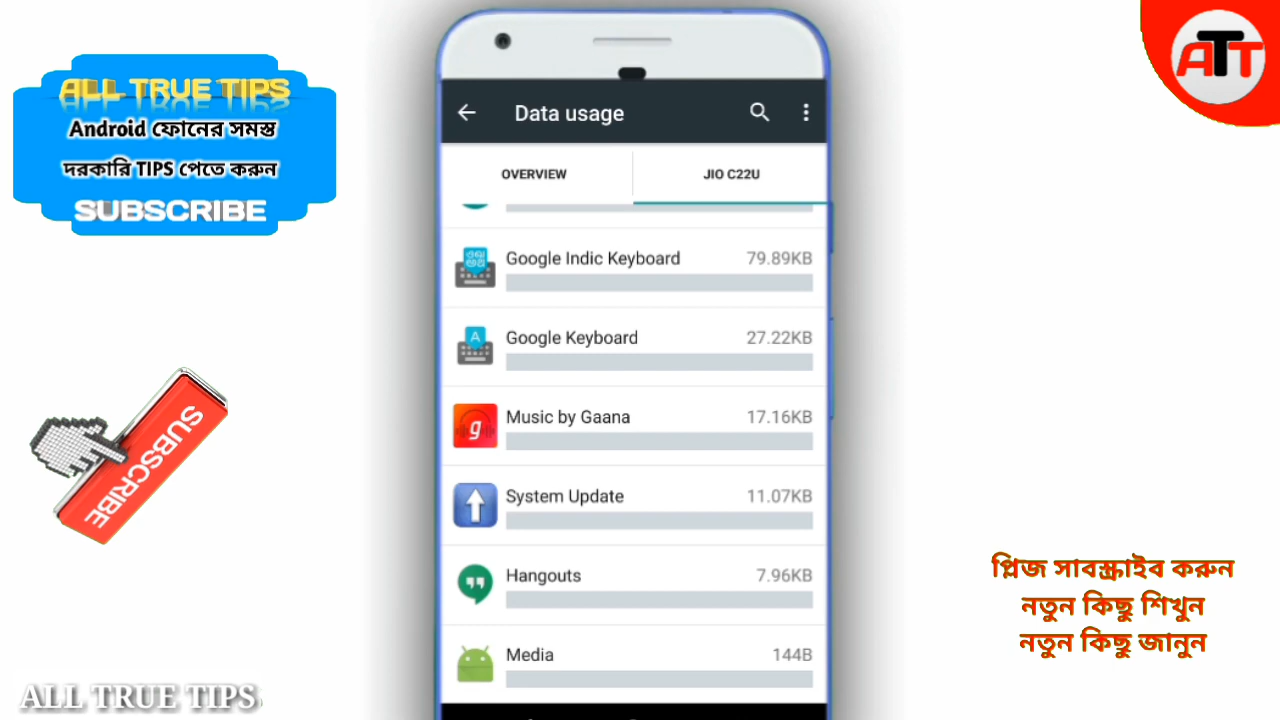 ALL TRUE TIPS
Android ফোনের সমস্ত
দরকারি TIPS পেতে করুন
SUBSCRIBE
ATT
Data usage
OVERVIEW
JIO C22U
Google Indic Keyboard 79.89KB
Google Keyboard 27.22KB
Music by Gaana 17.16KB
System Update 11.07KB
Hangouts 7.96KB
Media 144B
SUBSCRIBE
প্লিজ সাবস্ক্রাইব করুন
নতুন কিছু শিখুন
নতুন কিছু জানুন
ALL TRUE TIPS